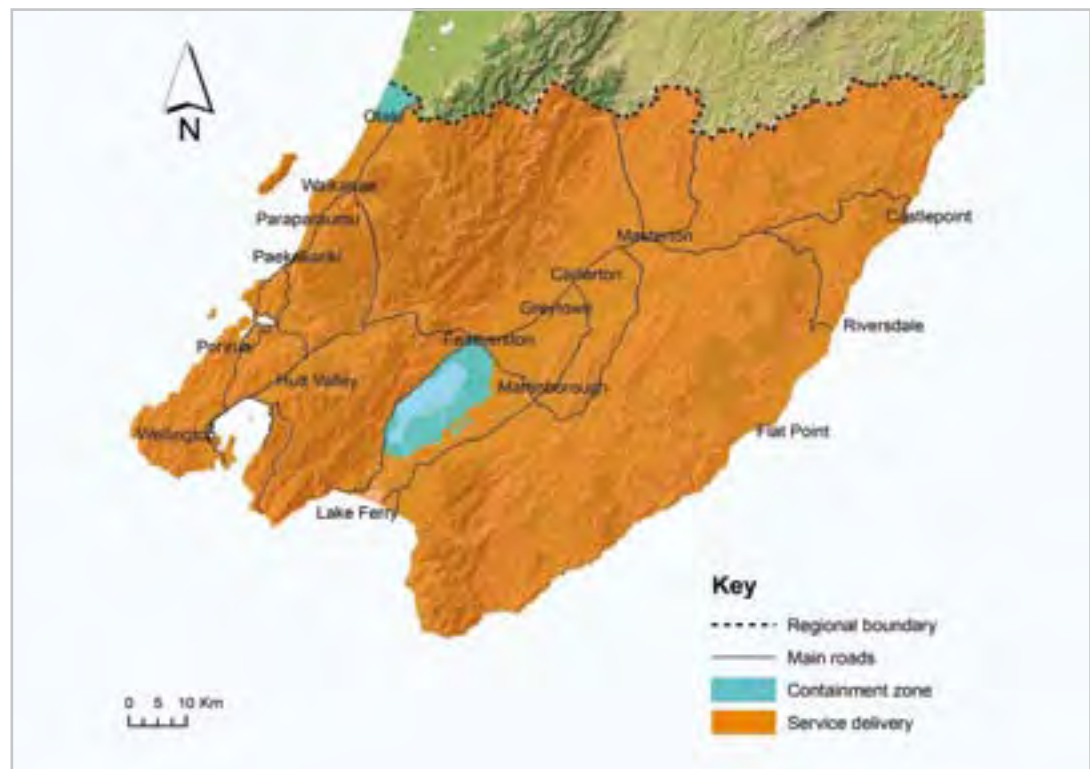 N
Otaki
Waikanae
Paraparaumu
Paekakariki
Porirua
Hutt Valley
Wellington
Masterton
Castlepoint
Carterton
Greytown
Featherston
Riversdale
Martinborough
Flat Point
Lake Ferry
Key
Regional boundary
Main roads
Containment zone
Service delivery
0 5 10 Km